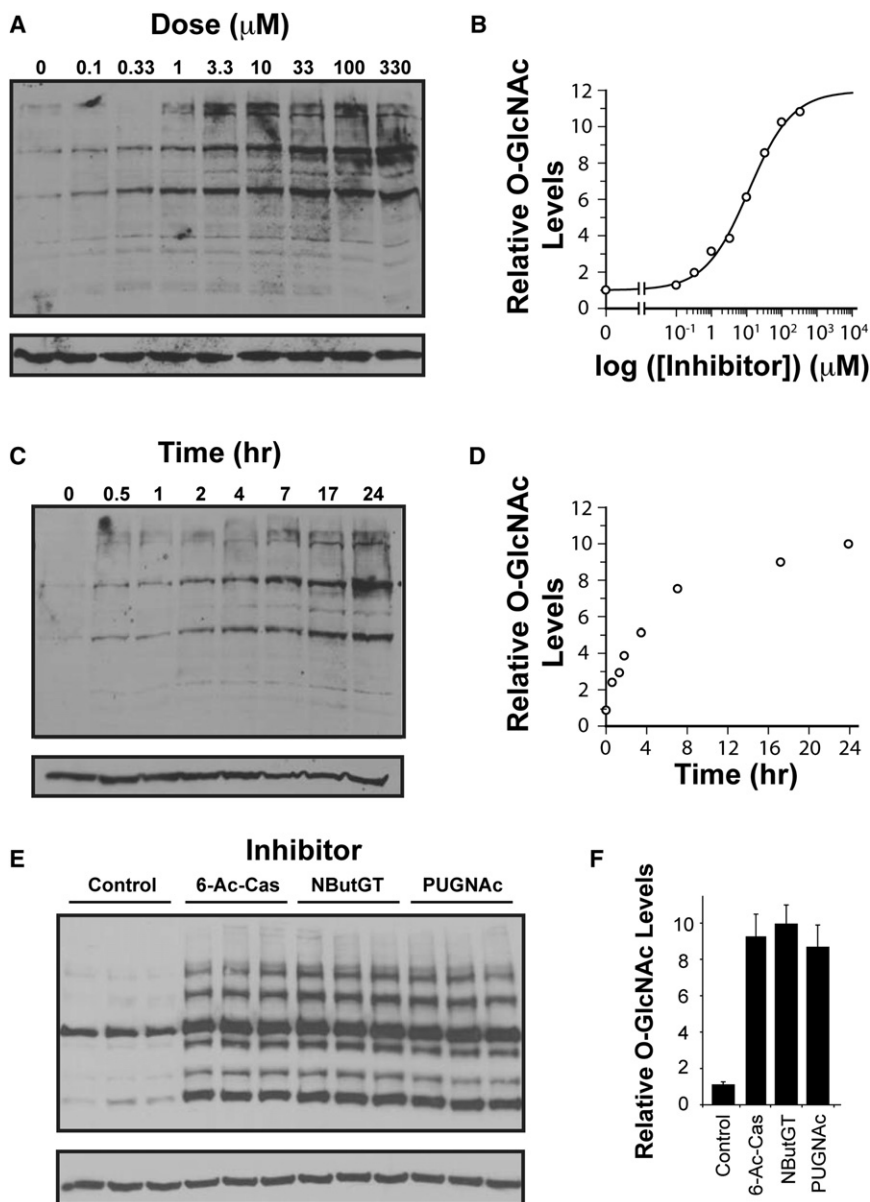 A
Dose (μM)
0 0.1 0.33 1 3.3 10 33 100 330
B
Relative O-GlcNAc
Levels
12
10
8
6
4
2
0
0 10⁻¹ 1 10¹ 10² 10³ 10⁴
log ([Inhibitor]) (μM)
C
Time (hr)
0 0.5 1 2 4 7 17 24
D
Relative O-GlcNAc
Levels
12
10
8
6
4
2
0
0 4 8 12 16 20 24
Time (hr)
E
Inhibitor
Control 6-Ac-Cas NButGT PUGNAc
F
Relative O-GlcNAc Levels
10
8
6
4
2
0
Control
6-Ac-Cas
NButGT
PUGNAc